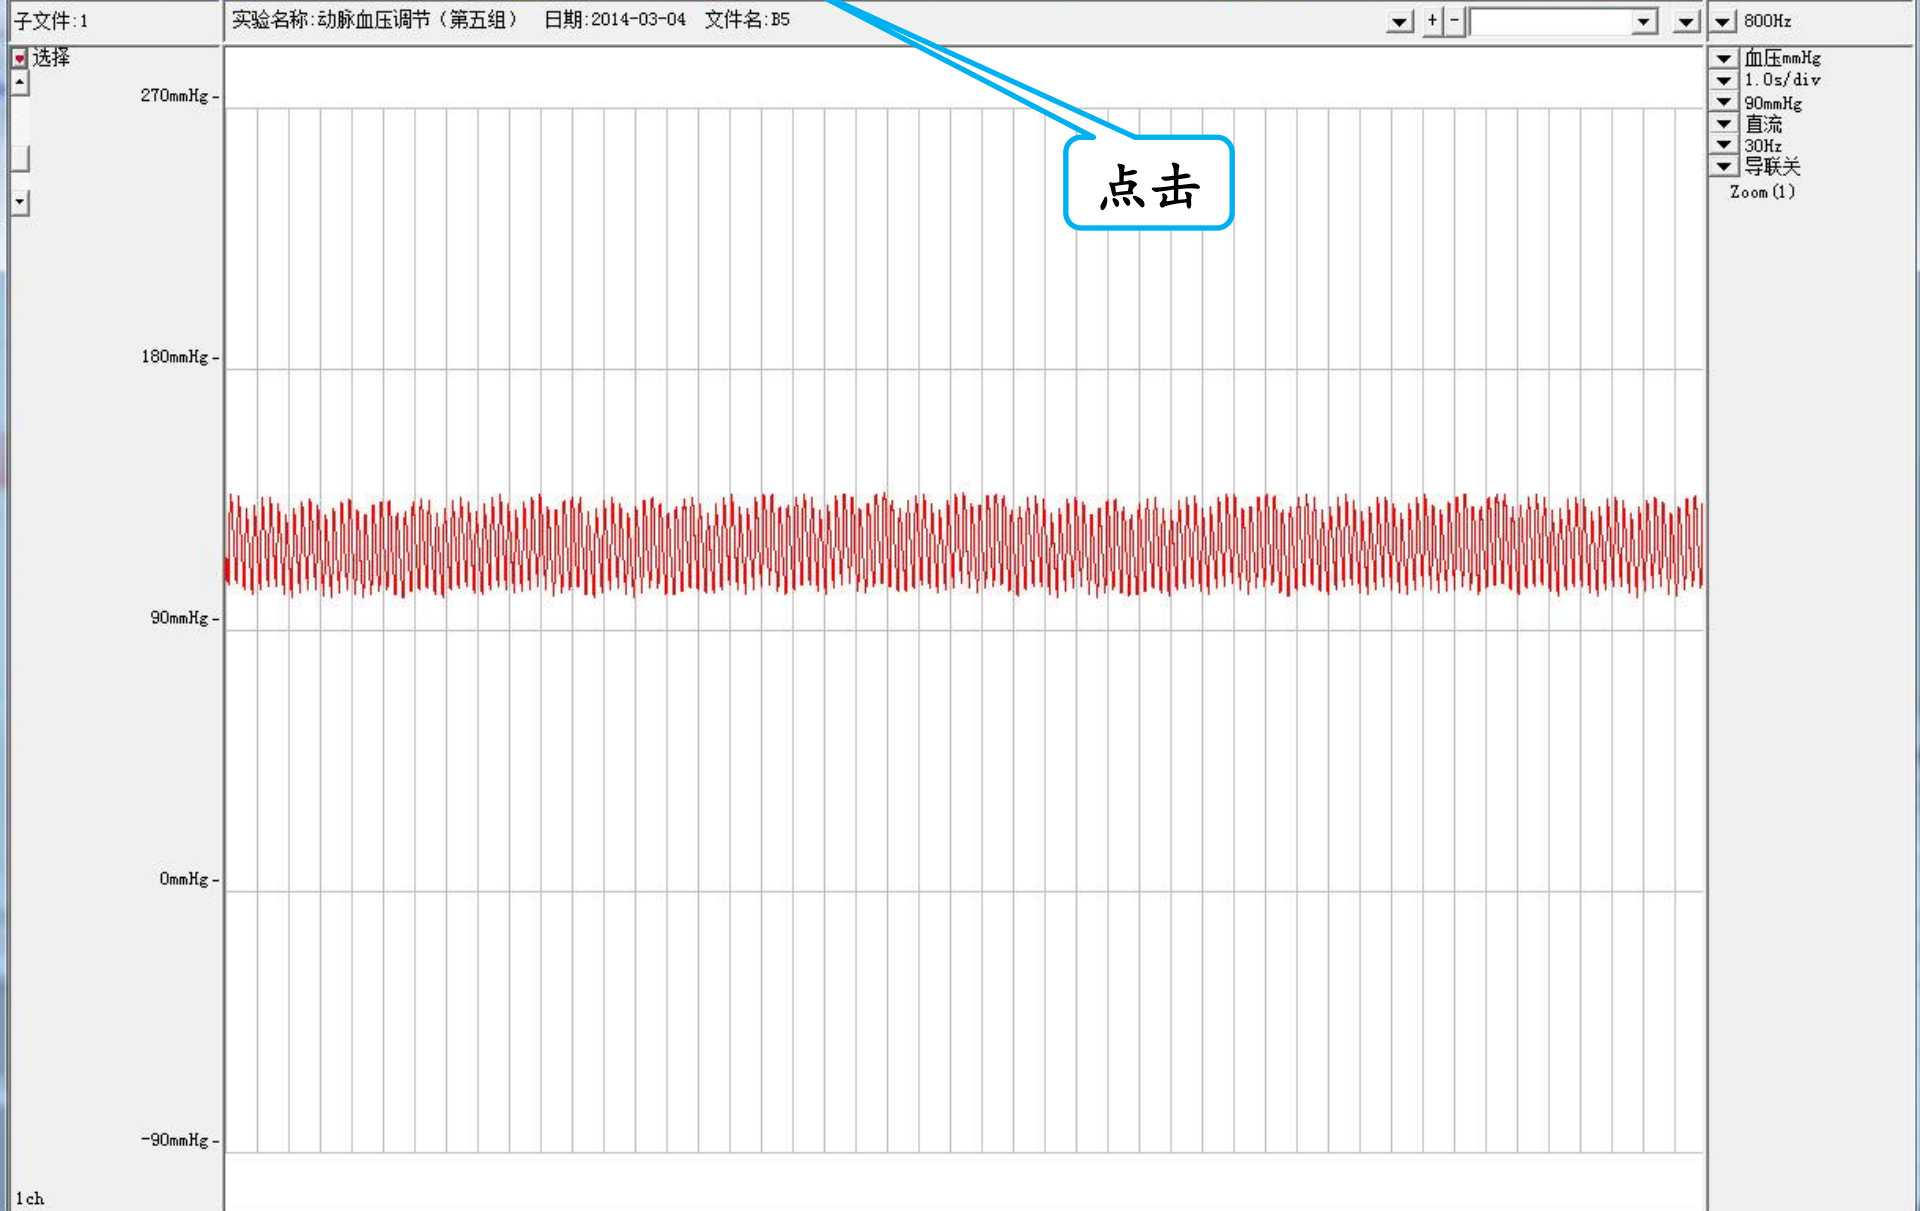 子文件:1
实验名称:动脉血压调节（第五组） 日期:2014-03-04 文件名:B5
+ -
800Hz
选择
270mmHg
180mmHg
90mmHg
0mmHg
-90mmHg
1ch
点击
血压mmHg
1.0s/div
90mmHg
直流
30Hz
导联关
Zoom(1)